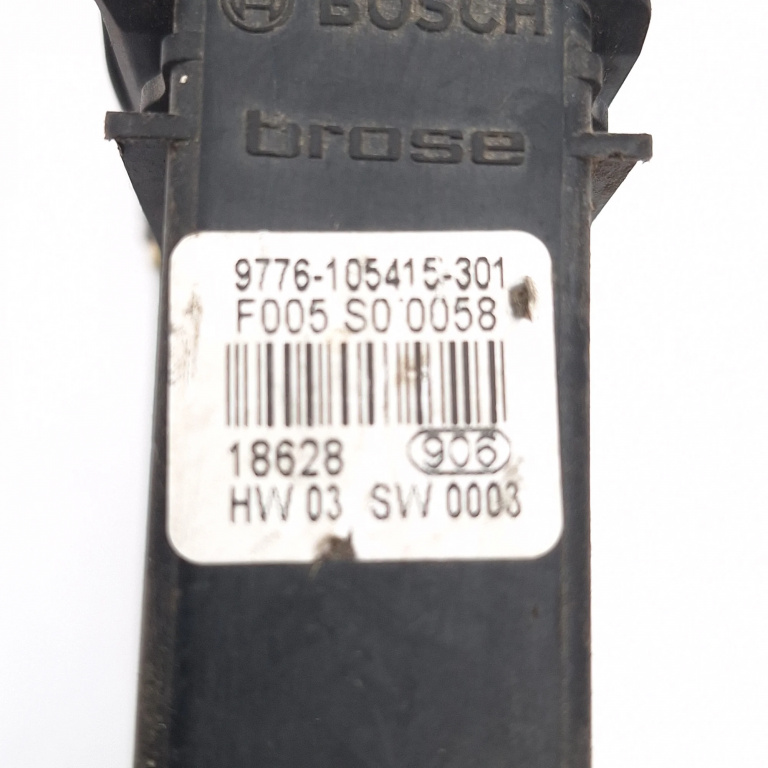 BOSCH
brose
9776-105415-301
F005 S0 0058
18628 906
HW 03 SW 0003